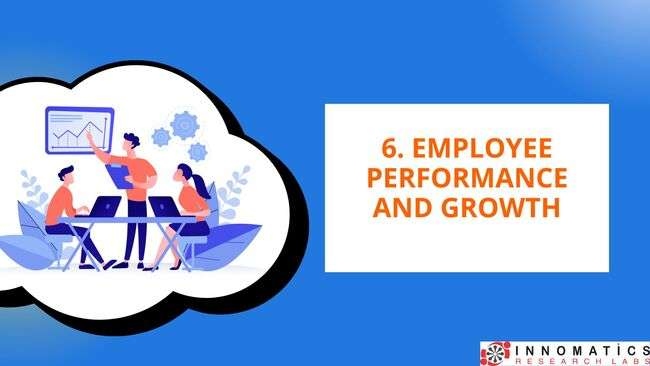 6. EMPLOYEE
PERFORMANCE
AND GROWTH
INNOMATICS
RESEARCH LABS